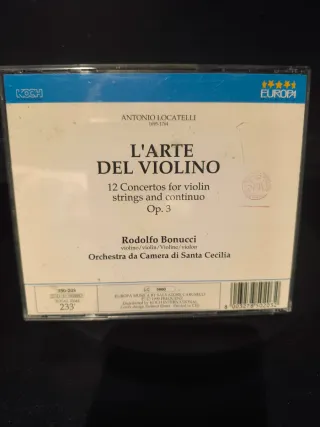 KOCH
EUROPA
ANTONIO LOCATELLI
1695-1764
L'ARTE
DEL VIOLINO
12 Concertos for violin
strings and continuo
Op. 3
Rodolfo Bonucci
violino/violin/Violine/violon
Orchestra da Camera di Santa Cecilia
233